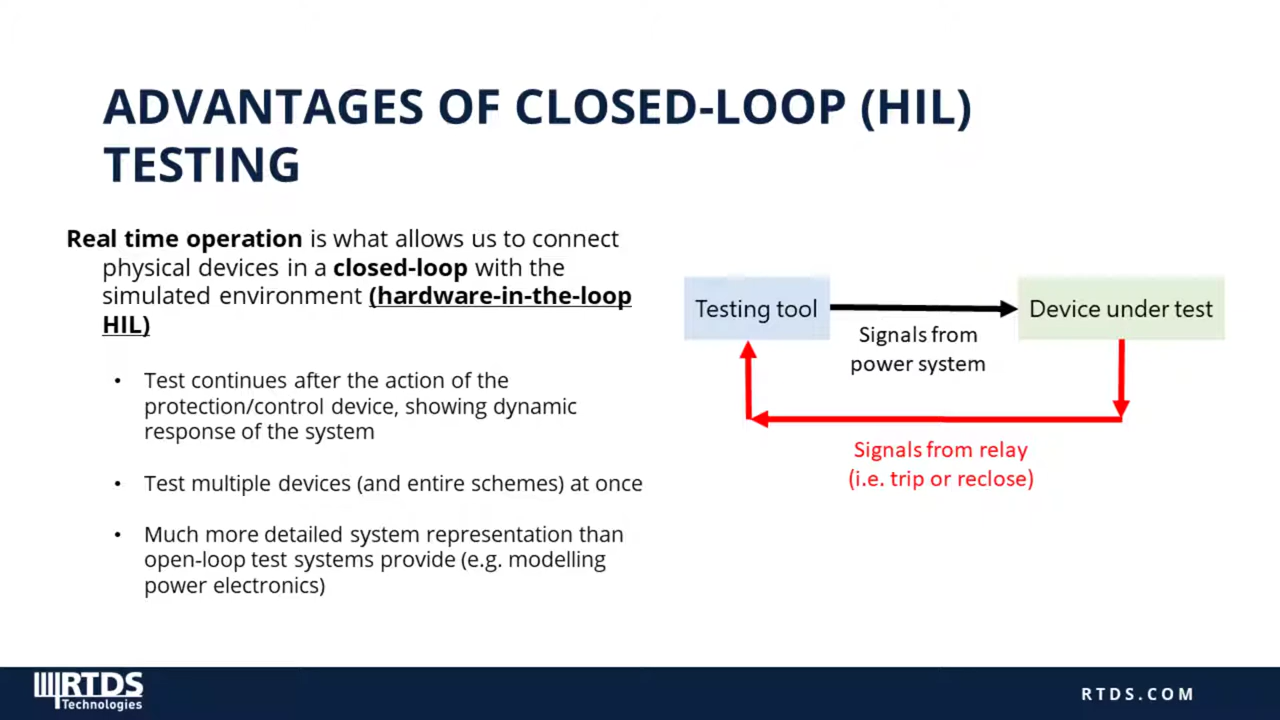 ADVANTAGES OF CLOSED-LOOP (HIL)
TESTING
Real time operation is what allows us to connect
physical devices in a closed-loop with the
simulated environment (hardware-in-the-loop
HIL)
• Test continues after the action of the
protection/control device, showing dynamic
response of the system
• Test multiple devices (and entire schemes) at once
• Much more detailed system representation than
open-loop test systems provide (e.g. modelling
power electronics)
Testing tool
Device under test
Signals from
power system
Signals from relay
(i.e. trip or reclose)
RTDS
Technologies
RTDS.COM